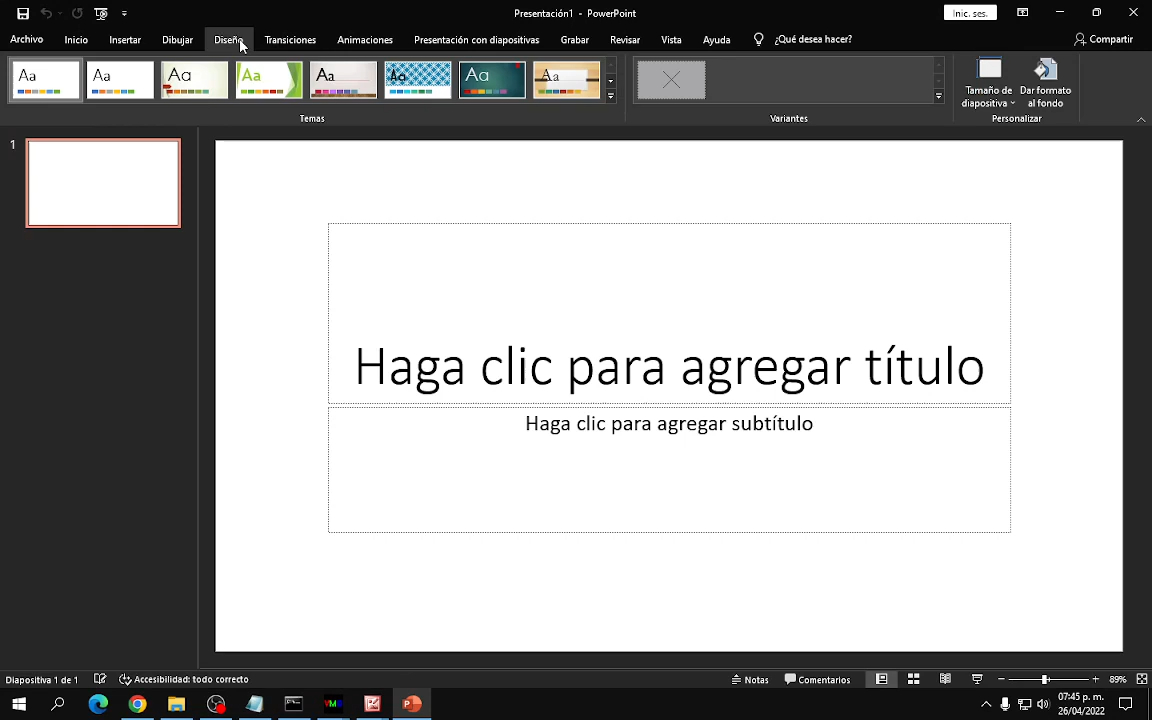 Presentación1 - PowerPoint
Inic. ses.
Archivo Inicio Insertar Dibujar Diseño Transiciones Animaciones Presentación con diapositivas Grabar Revisar Vista Ayuda ¿Qué desea hacer? Compartir
Aa Aa Aa Aa Aa Aa Aa Aa
Tamaño de diapositiva
Dar formato al fondo
Temas Variantes Personalizar
1
Haga clic para agregar título
Haga clic para agregar subtítulo
Diapositiva 1 de 1 Accesibilidad: todo correcto Notas Comentarios 89%
07:45 p. m.
26/04/2022